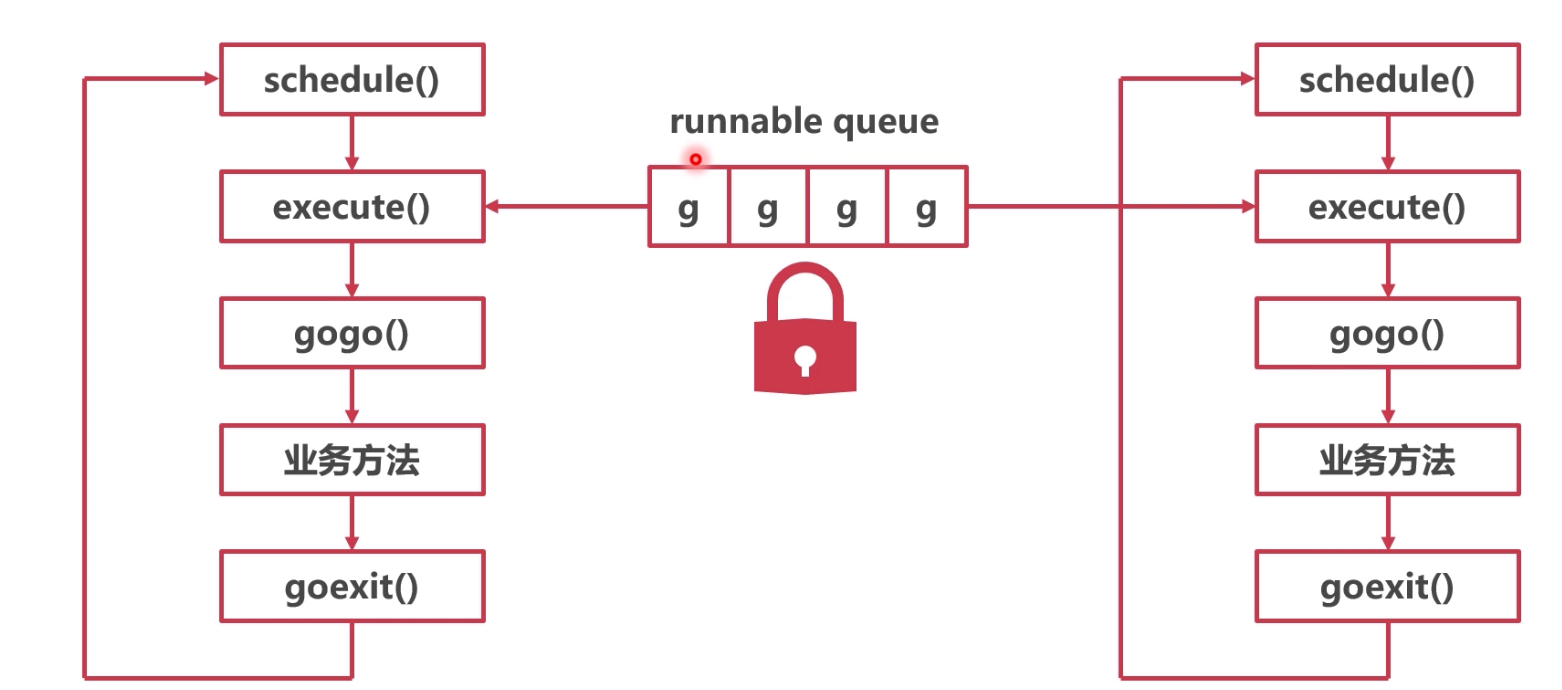 schedule()
execute()
gogo()
业务方法
goexit()
runnable queue
g
g
g
g
schedule()
execute()
gogo()
业务方法
goexit()